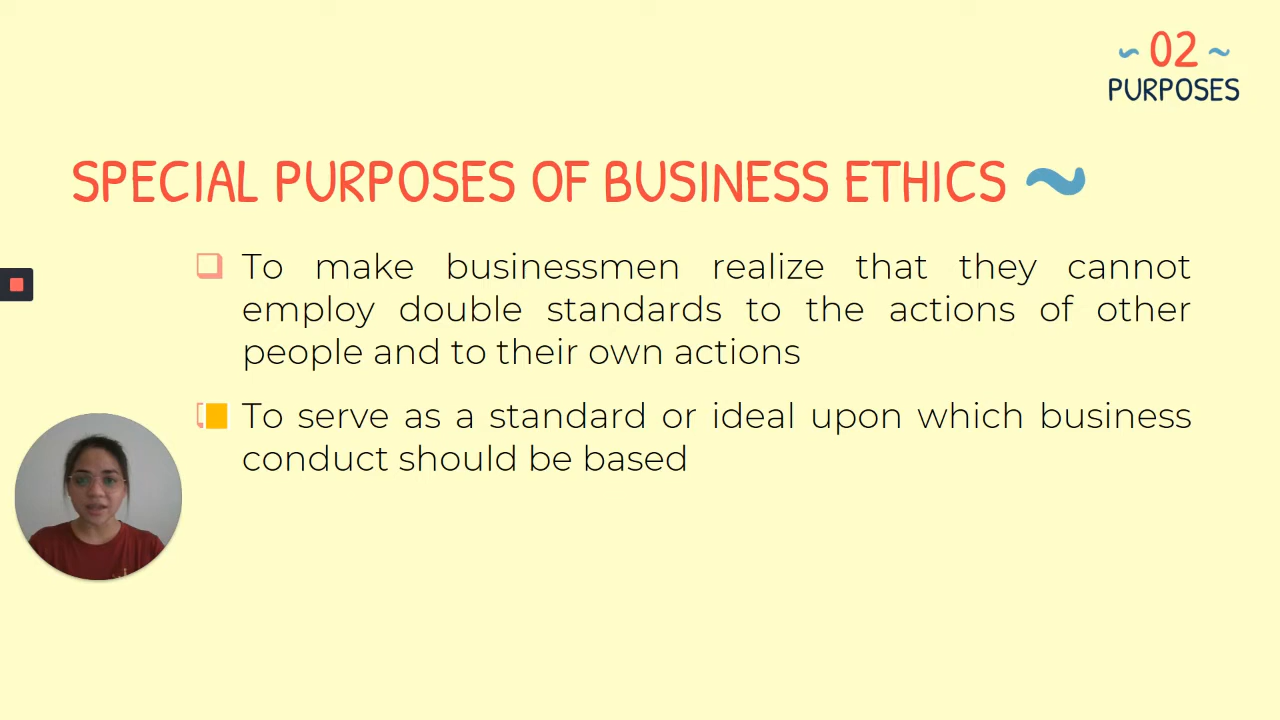 ~ 02 ~
PURPOSES
SPECIAL PURPOSES OF BUSINESS ETHICS ~
To make businessmen realize that they cannot
employ double standards to the actions of other
people and to their own actions
To serve as a standard or ideal upon which business
conduct should be based